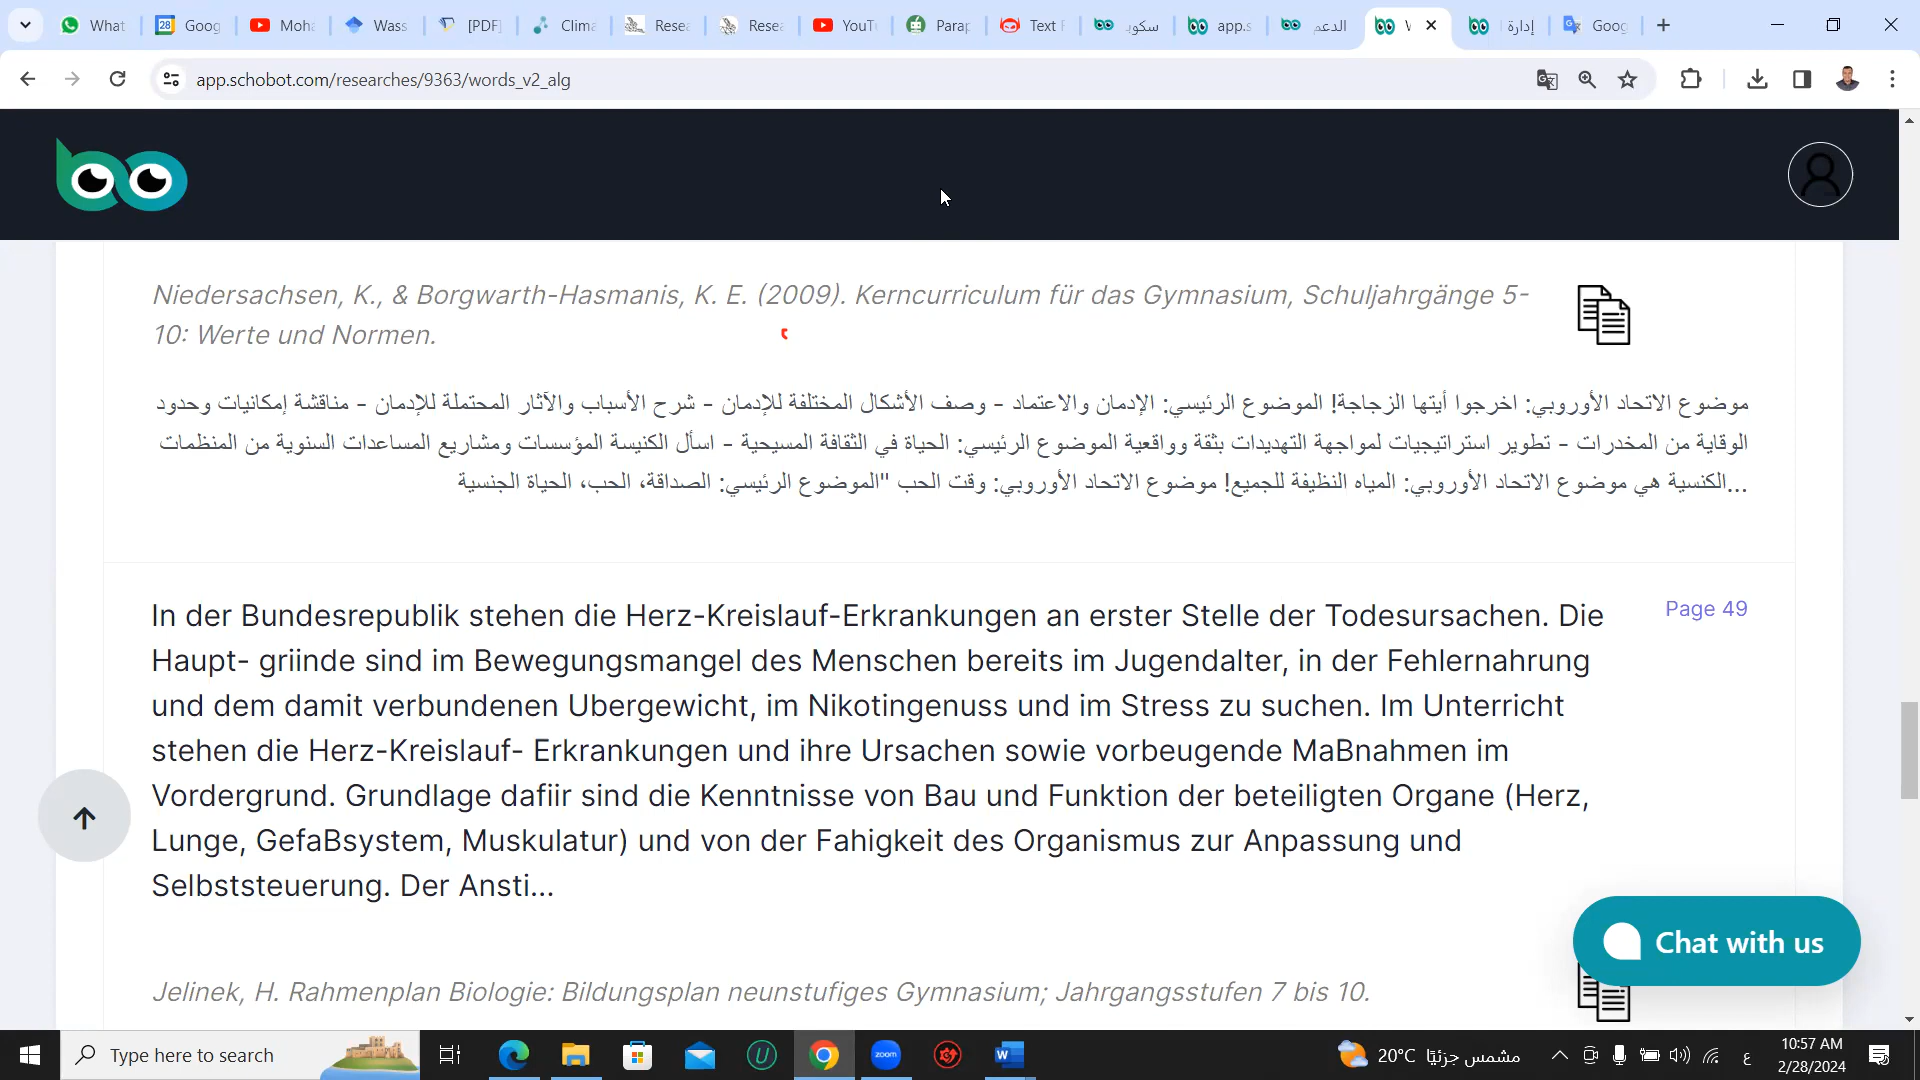 What
Goog
Moha
Wass
[PDF]
Clima
Resea
Resea
YouT
Parap
Text
سكوب
app.s
الدعم
إدارة
Goog
app.schobot.com/researches/9363/words_v2_alg
Niedersachsen, K., & Borgwarth-Hasmanis, K. E. (2009). Kerncurriculum für das Gymnasium, Schuljahrgänge 5-
10: Werte und Normen.
موضوع الاتحاد الأوروبي: اخرجوا أيتها الزجاجة! الموضوع الرئيسي: الإدمان والاعتماد - وصف الأشكال المختلفة للإدمان - شرح الأسباب والآثار المحتملة للإدمان - مناقشة إمكانيات وحدود
الوقاية من المخدرات - تطوير استراتيجيات لمواجهة التهديدات بثقة وواقعية الموضوع الرئيسي: الحياة في الثقافة المسيحية - اسأل الكنيسة المؤسسات ومشاريع المساعدات السنوية من المنظمات
...الكنسية هي موضوع الاتحاد الأوروبي: المياه النظيفة للجميع! موضوع الاتحاد الأوروبي: وقت الحب "الموضوع الرئيسي: الصداقة، الحب، الحياة الجنسية
In der Bundesrepublik stehen die Herz-Kreislauf-Erkrankungen an erster Stelle der Todesursachen. Die
Page 49
Haupt- griinde sind im Bewegungsmangel des Menschen bereits im Jugendalter, in der Fehlernahrung
und dem damit verbundenen Ubergewicht, im Nikotingenuss und im Stress zu suchen. Im Unterricht
stehen die Herz-Kreislauf- Erkrankungen und ihre Ursachen sowie vorbeugende MaBnahmen im
Vordergrund. Grundlage dafiir sind die Kenntnisse von Bau und Funktion der beteiligten Organe (Herz,
Lunge, GefaBsystem, Muskulatur) und von der Fahigkeit des Organismus zur Anpassung und
Selbststeuerung. Der Ansti...
Chat with us
Jelinek, H. Rahmenplan Biologie: Bildungsplan neunstufiges Gymnasium; Jahrgangsstufen 7 bis 10.
Type here to search
zoom
20°C مشمس جزئيًا
ع
10:57 AM
2/28/2024